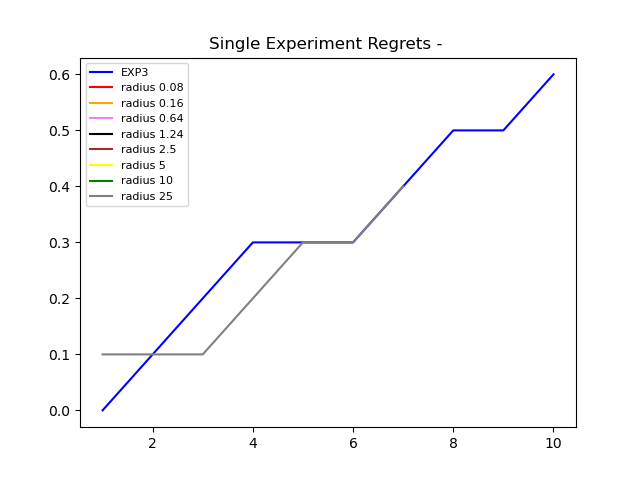 Single Experiment Regrets -
EXP3
radius 0.08
radius 0.16
radius 0.64
radius 1.24
radius 2.5
radius 5
radius 10
radius 25
0.6
0.5
0.4
0.3
0.2
0.1
0.0
2 4 6 8 10